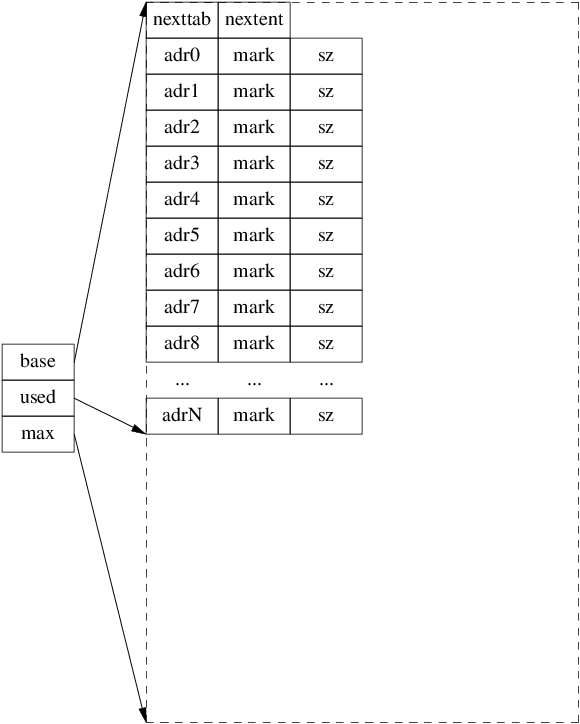 nexttab nextent
adr0 mark sz
adr1 mark sz
adr2 mark sz
adr3 mark sz
adr4 mark sz
adr5 mark sz
adr6 mark sz
adr7 mark sz
adr8 mark sz
... ... ...
adrN mark sz
base
used
max